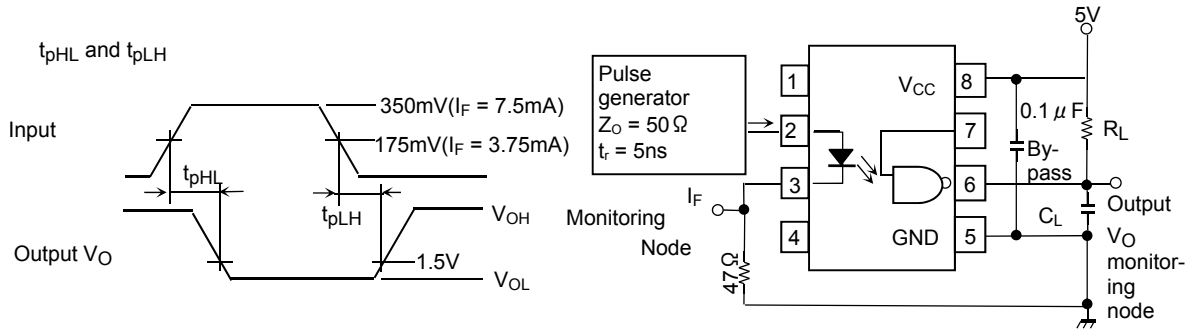 tpHL and tpLH
Input
350mV(IF = 7.5mA)
175mV(IF = 3.75mA)
tpHL
tpLH
VOH
Output VO
1.5V
VOL
Pulse
generator
ZO = 50 Ω
tr = 5ns
5V
1
VCC
8
0.1 μ F
RL
2
7
By-
pass
3
6
IF
Monitoring
Node
Output
CL
4
GND
5
VO
monitor-
ing
node
47Ω